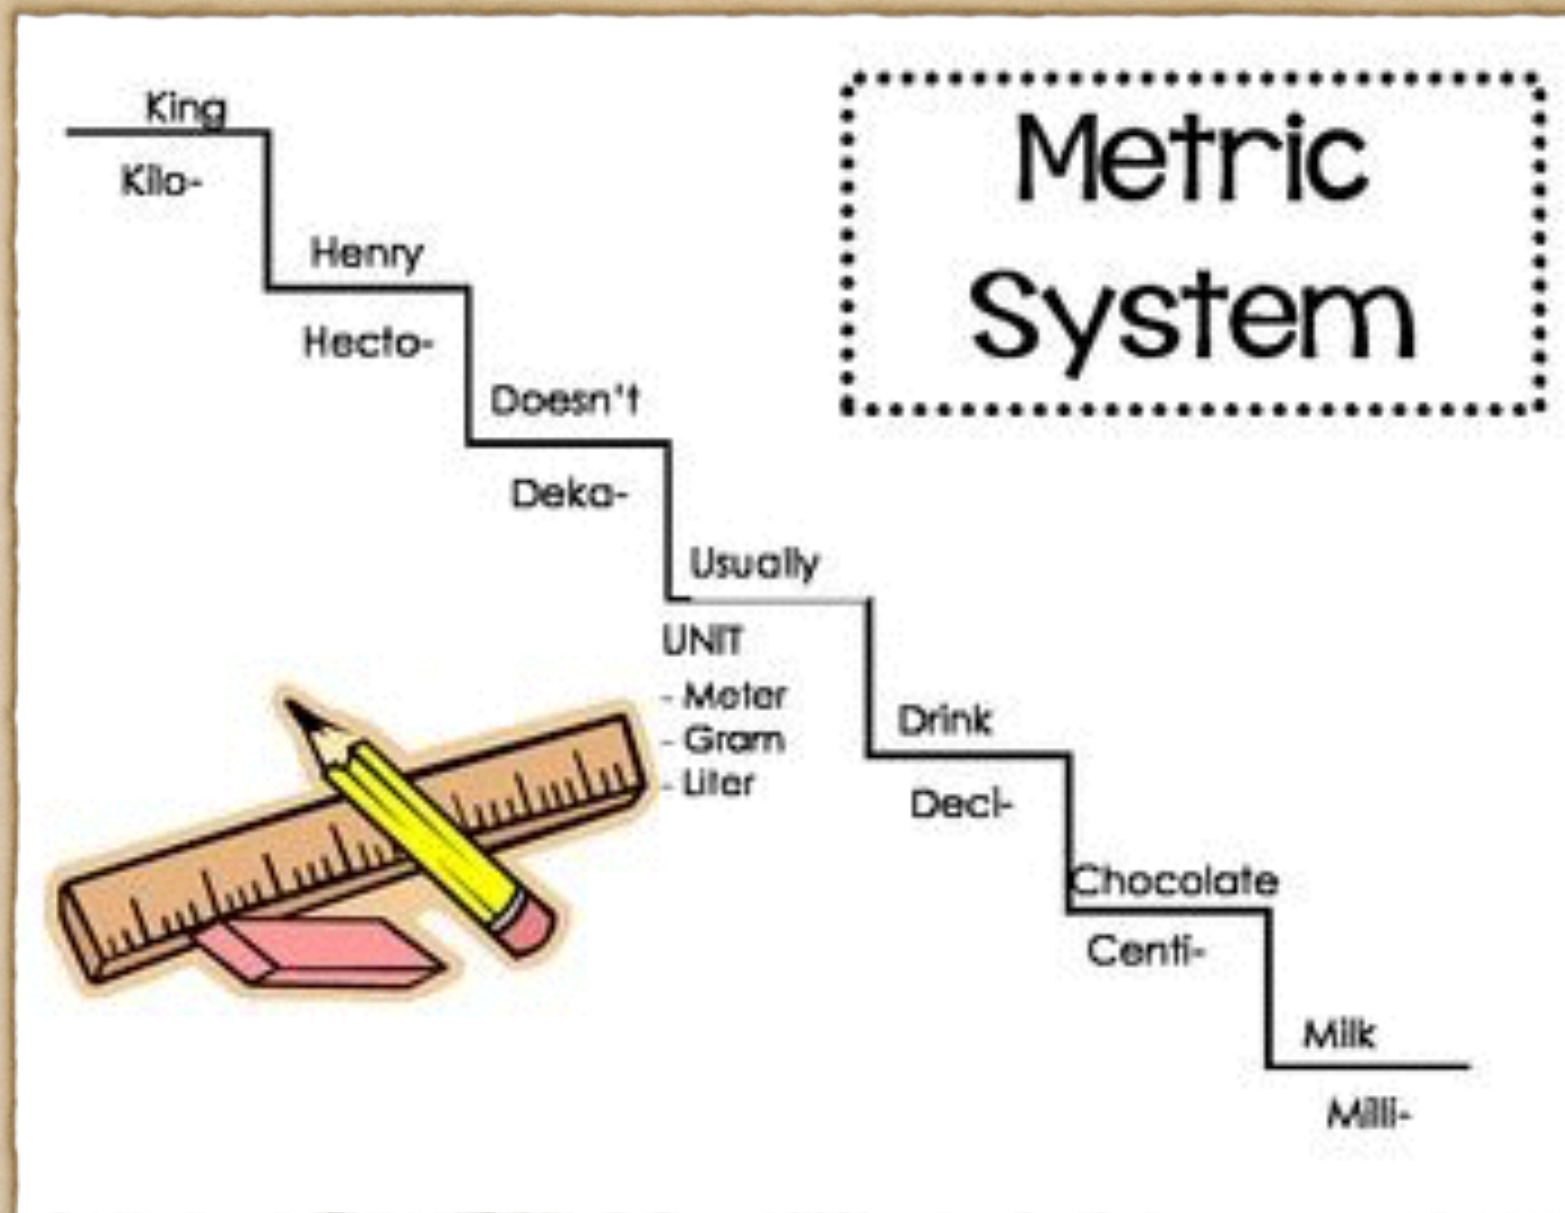 King
Kilo-
Metric
System
Henry
Hecto-
Doesn't
Deka-
Usually
UNIT
- Meter
- Gram
- Liter
Drink
Deci-
Chocolate
Centi-
Milk
Milli-